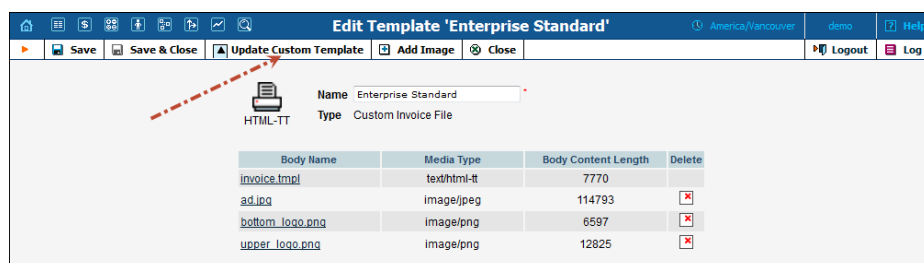 Edit Template 'Enterprise Standard' America/Vancouver demo ? Help
Save Save & Close Update Custom Template Add Image Close Logout Log
Name Enterprise Standard *
HTML-TT Type Custom Invoice File
Body Name Media Type Body Content Length Delete
invoice.tmpl text/html-tt 7770
ad.jpg image/jpeg 114793
bottom_logo.png image/png 6597
upper_logo.png image/png 12825